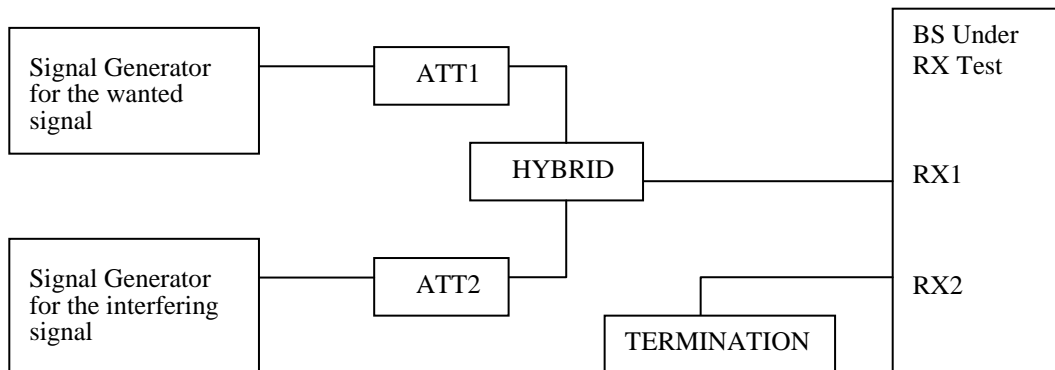 Signal Generator
for the wanted
signal
ATT1
HYBRID
Signal Generator
for the interfering
signal
ATT2
TERMINATION
BS Under
RX Test
RX1
RX2